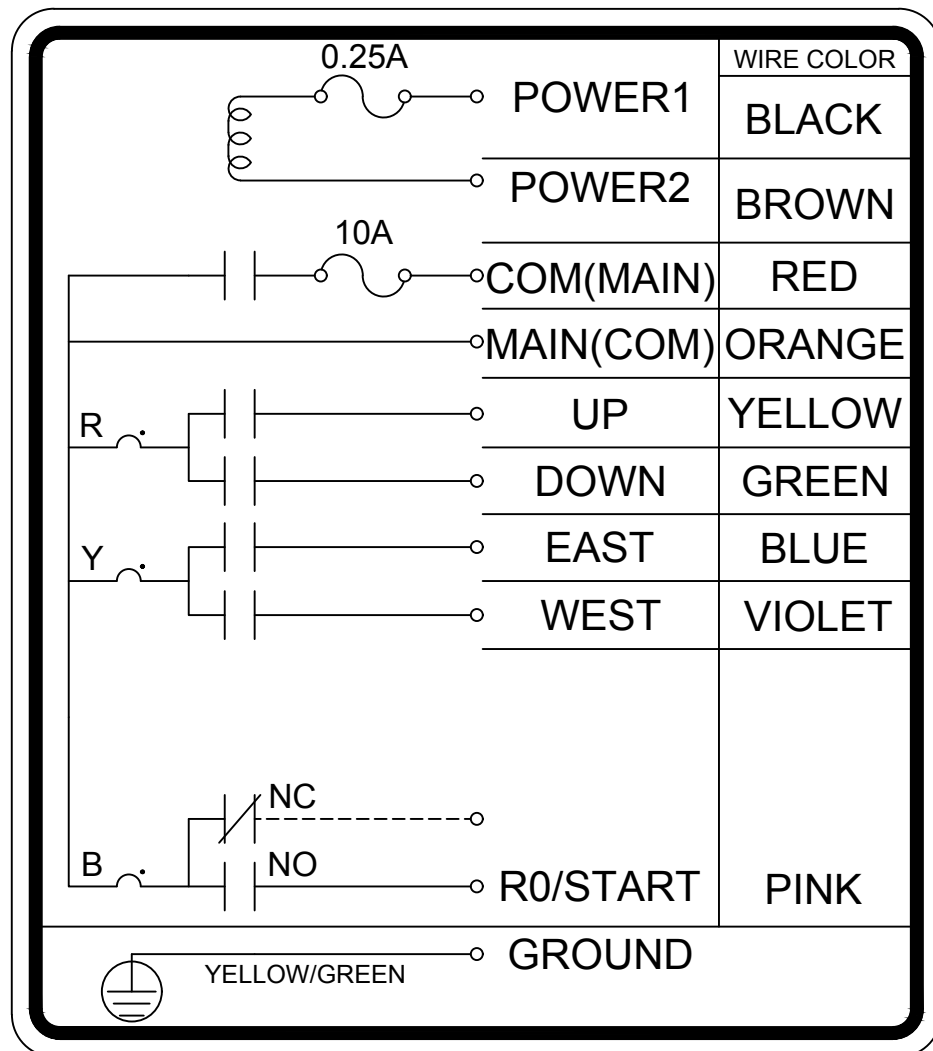 WIRE COLOR
0.25A
POWER1 BLACK
POWER2 BROWN
10A
COM(MAIN) RED
MAIN(COM) ORANGE
R UP YELLOW
DOWN GREEN
Y EAST BLUE
WEST VIOLET
NC
B NO R0/START PINK
YELLOW/GREEN GROUND